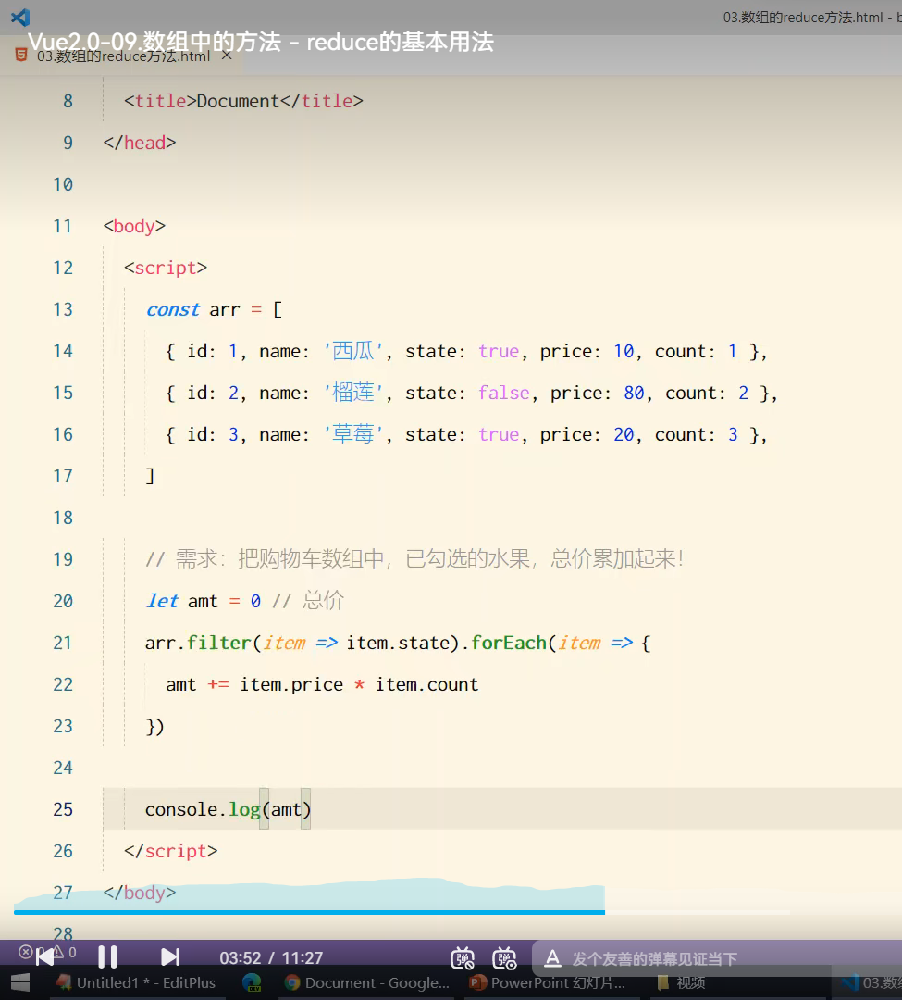 03.数组的reduce方法.html - b
Vue2.0-09.数组中的方法 - reduce的基本用法
03.数组的reduce方法.html ×
8 <title>Document</title>
9 </head>
10
11 <body>
12 <script>
13 const arr = [
14 { id: 1, name: '西瓜', state: true, price: 10, count: 1 },
15 { id: 2, name: '榴莲', state: false, price: 80, count: 2 },
16 { id: 3, name: '草莓', state: true, price: 20, count: 3 },
17 ]
18
19 // 需求：把购物车数组中，已勾选的水果，总价累加起来！
20 let amt = 0 // 总价
21 arr.filter(item => item.state).forEach(item => {
22 amt += item.price * item.count
23 })
24
25 console.log(amt)
26 </script>
27 </body>
28
0 0
03:52 / 11:27 弹 弹 A 发个友善的弹幕见证当下
Untitled1 * - EditPlus DEV Document - Google... PowerPoint 幻灯片... 视频 03.数